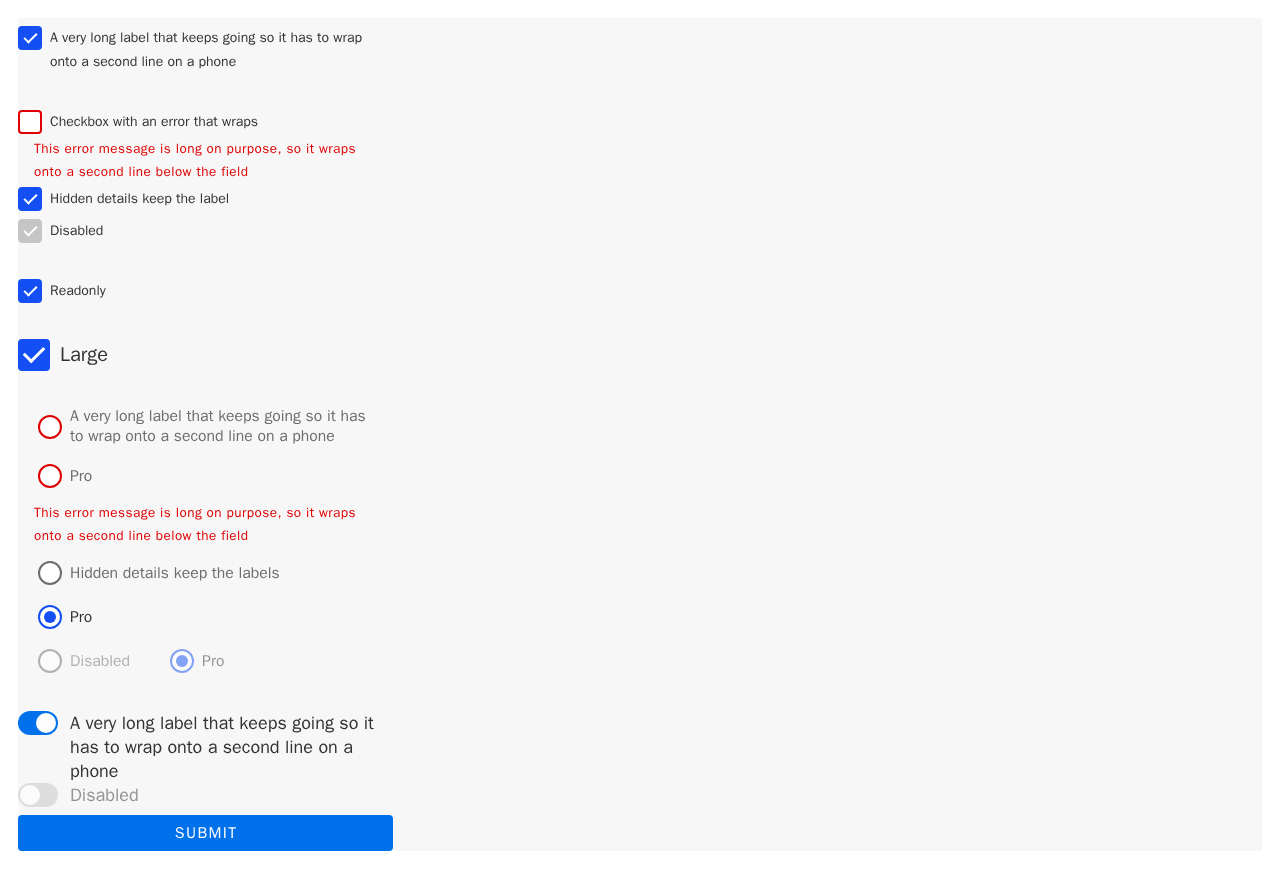 A very long label that keeps going so it has to wrap
onto a second line on a phone
Checkbox with an error that wraps
This error message is long on purpose, so it wraps
onto a second line below the field
Hidden details keep the label
Disabled
Readonly
Large
A very long label that keeps going so it has
to wrap onto a second line on a phone
Pro
This error message is long on purpose, so it wraps
onto a second line below the field
Hidden details keep the labels
Pro
Disabled Pro
A very long label that keeps going so it
has to wrap onto a second line on a
phone
Disabled
SUBMIT